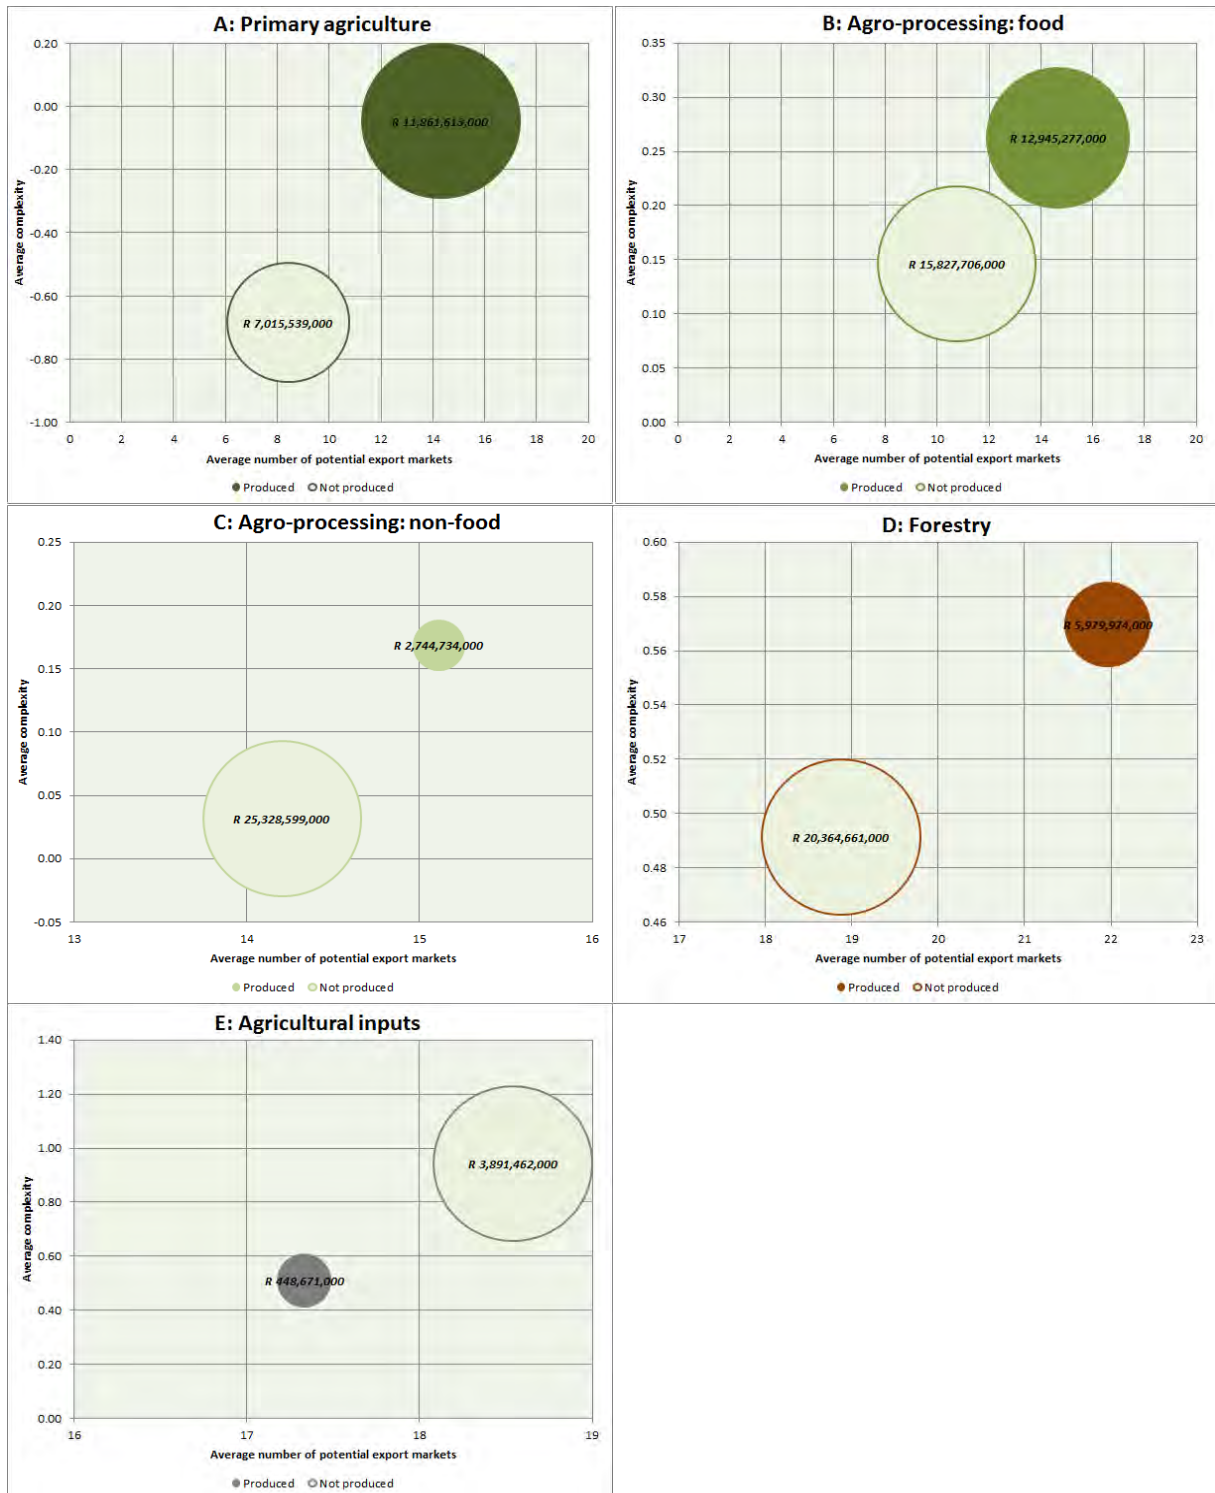 A: Primary agriculture
0.20
0.00
-0.20
-0.40
-0.60
-0.80
-1.00
Average complexity
R 11,861,613,000
R 7,015,539,000
0 2 4 6 8 10 12 14 16 18 20
Average number of potential export markets
Produced Not produced
B: Agro-processing: food
0.35
0.30
0.25
0.20
0.15
0.10
0.05
0.00
Average complexity
R 12,945,277,000
R 15,827,706,000
0 2 4 6 8 10 12 14 16 18 20
Average number of potential export markets
Produced Not produced
C: Agro-processing: non-food
0.25
0.20
0.15
0.10
0.05
0.00
-0.05
Average complexity
R 2,744,734,000
R 25,328,599,000
13 14 15 16
Average number of potential export markets
Produced Not produced
D: Forestry
0.60
0.58
0.56
0.54
0.52
0.50
0.48
0.46
Average complexity
R 5,979,974,000
R 20,364,661,000
17 18 19 20 21 22 23
Average number of potential export markets
Produced Not produced
E: Agricultural inputs
1.40
1.20
1.00
0.80
0.60
0.40
0.20
0.00
Average complexity
R 3,891,462,000
R 448,671,000
16 17 18 19
Average number of potential export markets
Produced Not produced